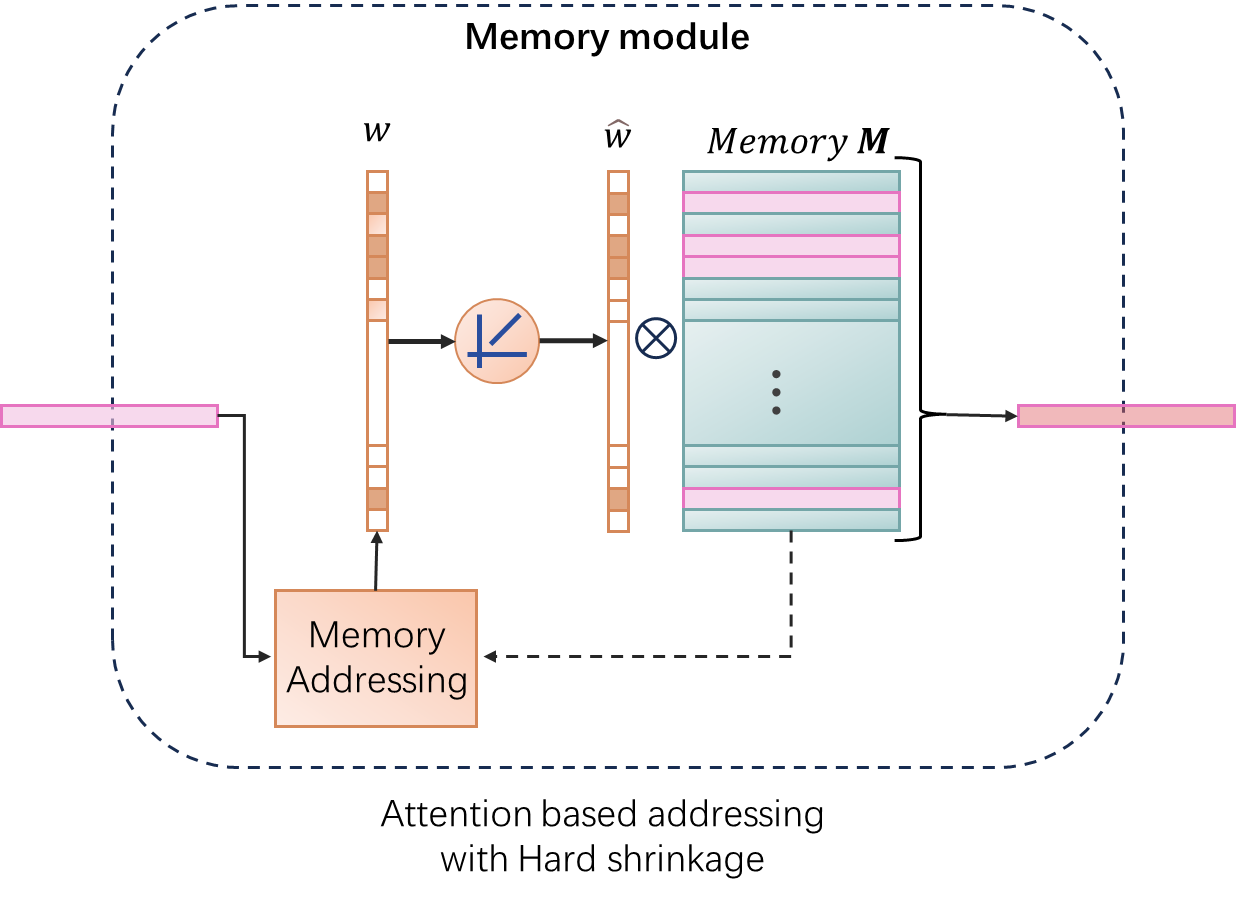 Memory module
w
ŵ
Memory M
Memory
Addressing
Attention based addressing
with Hard shrinkage